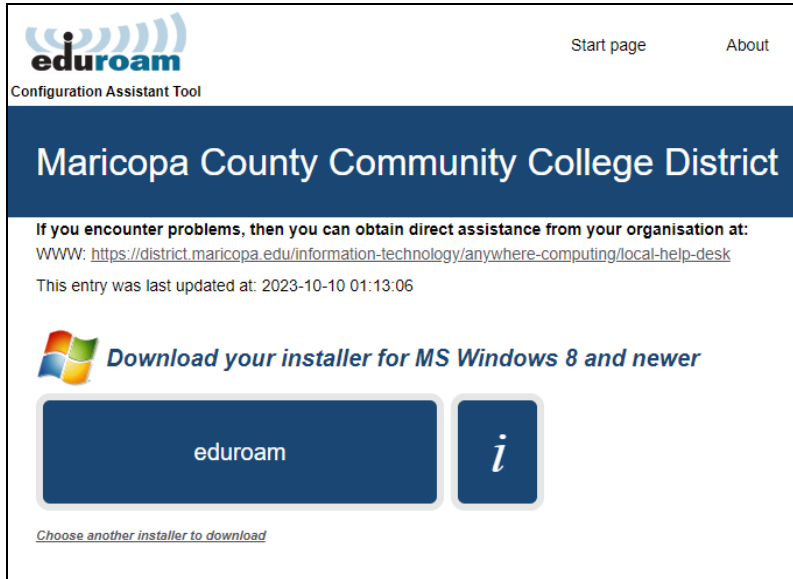 eduroam
Start page About
Configuration Assistant Tool
Maricopa County Community College District
If you encounter problems, then you can obtain direct assistance from your organisation at:
WWW: https://district.maricopa.edu/information-technology/anywhere-computing/local-help-desk
This entry was last updated at: 2023-10-10 01:13:06
Download your installer for MS Windows 8 and newer
eduroam i
Choose another installer to download